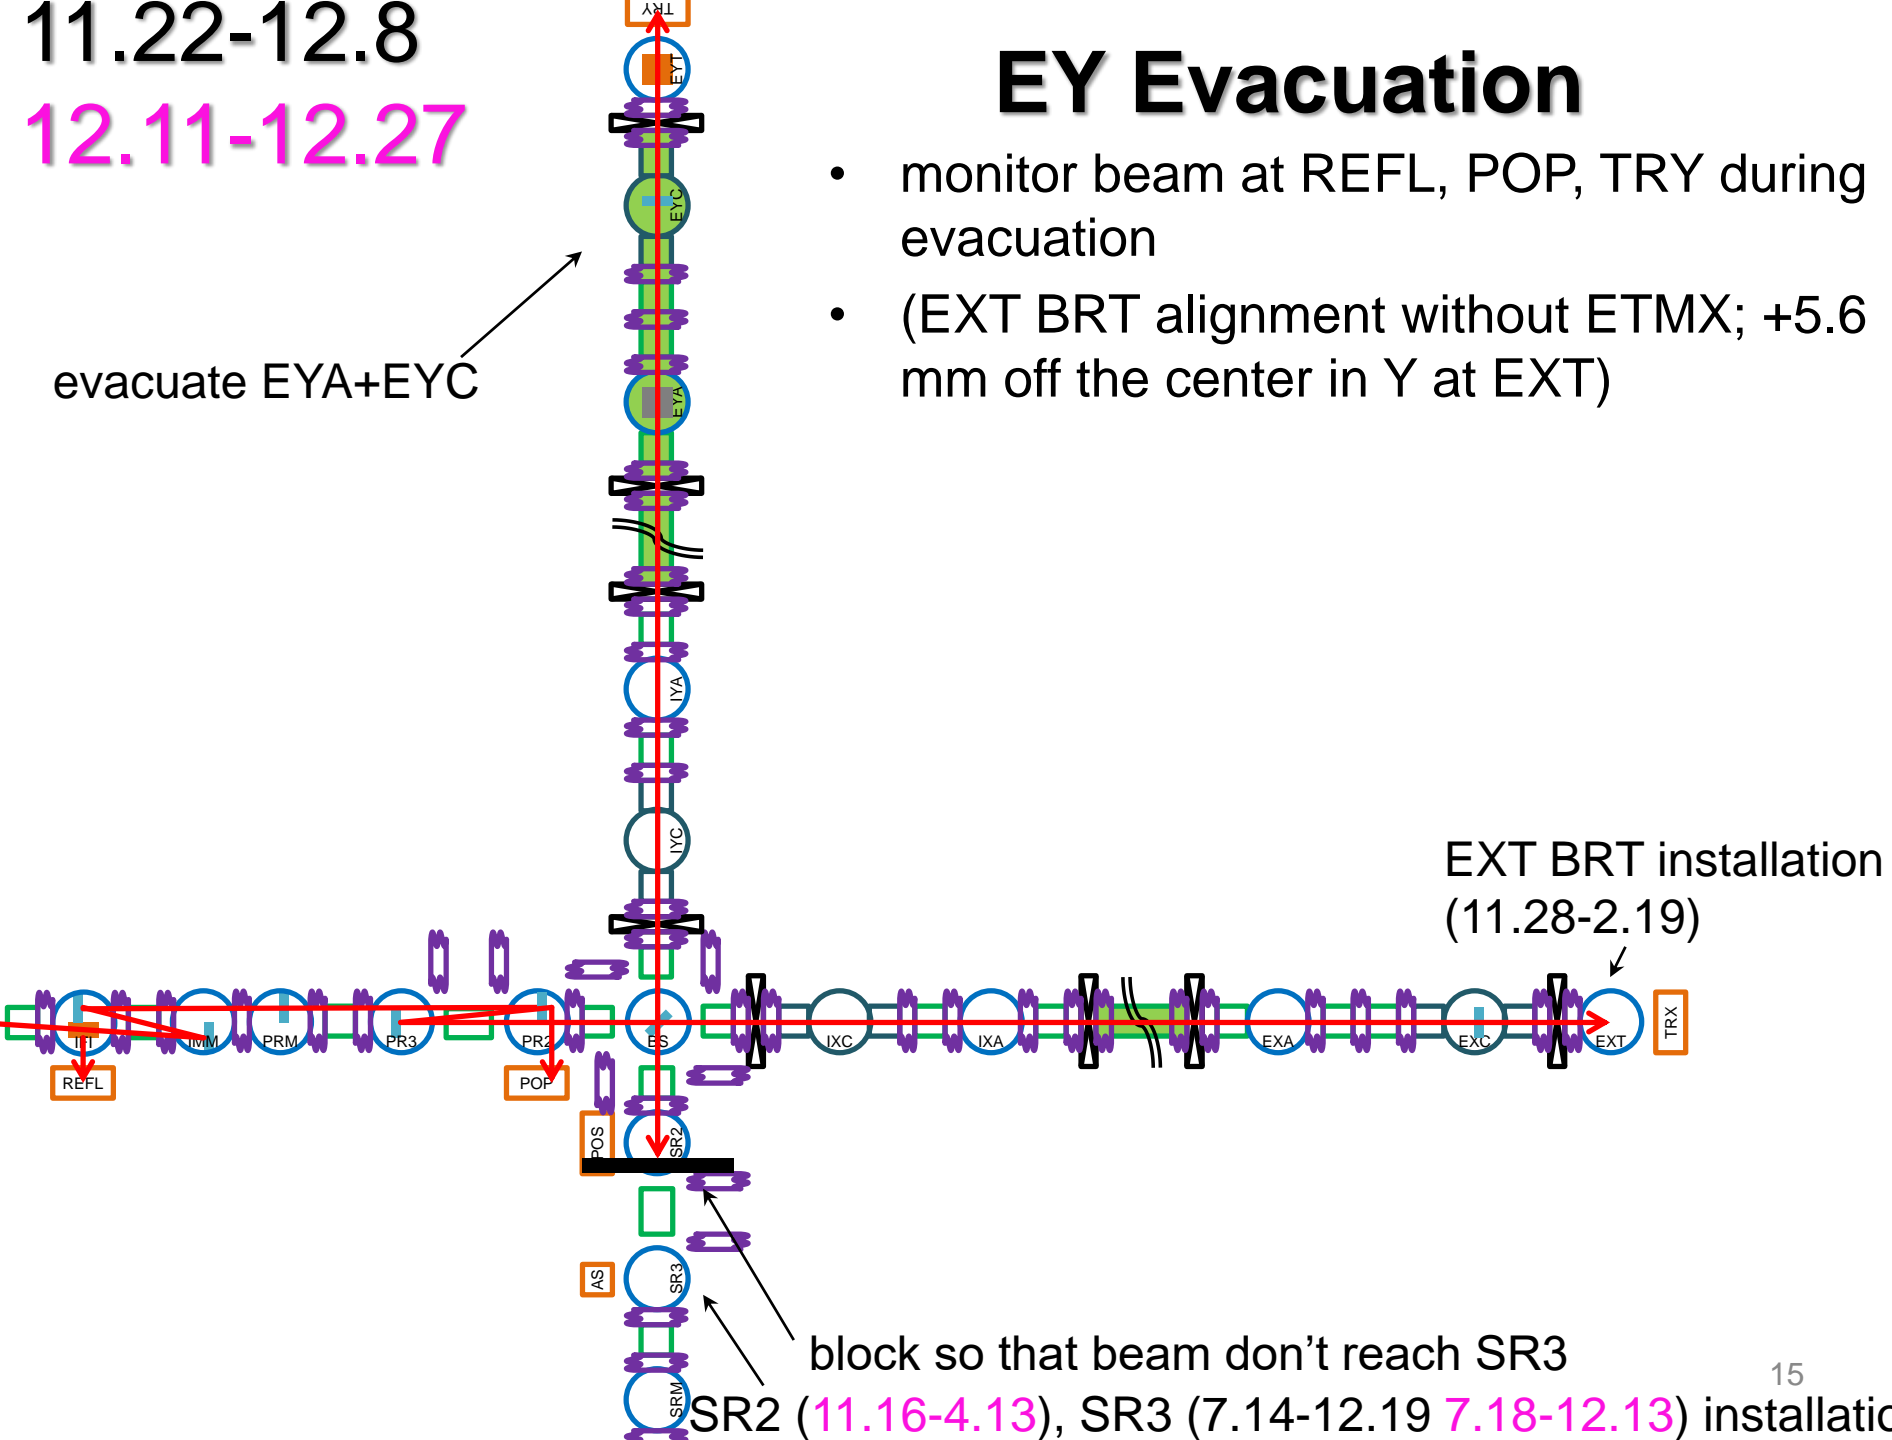 11.22-12.8
12.11-12.27
EY Evacuation
• monitor beam at REFL, POP, TRY during
evacuation
• (EXT BRT alignment without ETMX; +5.6
mm off the center in Y at EXT)
evacuate EYA+EYC
TRY
EYT
EYC
EYA
IYA
IYC
EXT BRT installation
(11.28-2.19)
IFI
IMM
PRM
PR3
PR2
BS
IXC
IXA
EXA
EXC
EXT
TRX
REFL
POP
POS
SR2
AS
SR3
SRM
block so that beam don't reach SR3
15
SR2 (11.16-4.13), SR3 (7.14-12.19 7.18-12.13) installatio